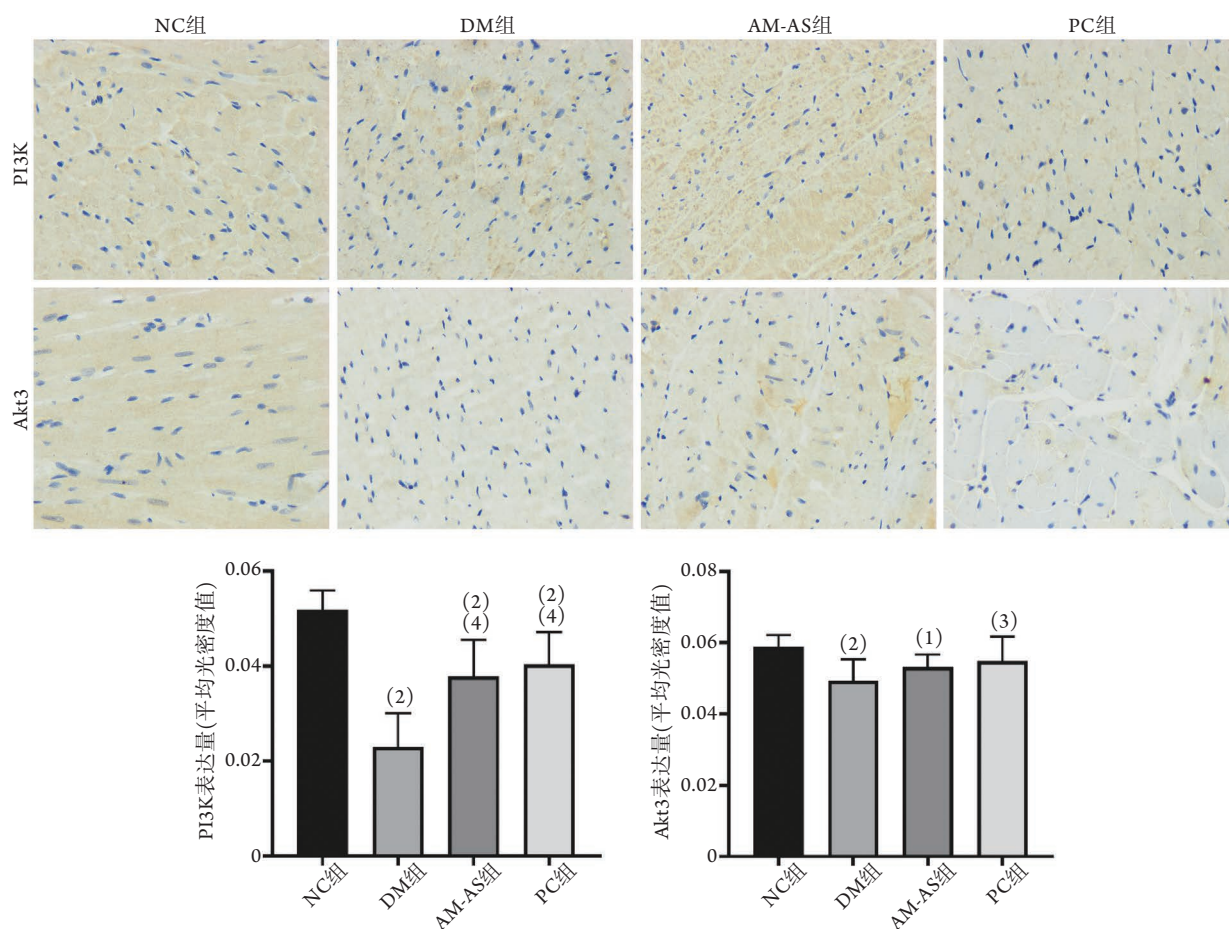 NC组
DM组
AM-AS组
PC组
PI3K
Akt3
PI3K表达量(平均光密度值)
0.06
0.04
0.02
0
(2)
(2)
(4)
(2)
(4)
NC组
DM组
AM-AS组
PC组
Akt3表达量(平均光密度值)
0.08
0.06
0.04
0.02
0
(2)
(1)
(3)
NC组
DM组
AM-AS组
PC组